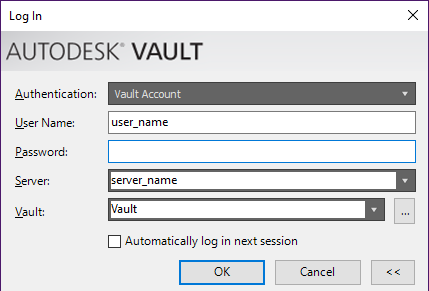 Log In
AUTODESK® VAULT
Authentication: Vault Account
User Name: user_name
Password:
Server: server_name
Vault: Vault ...
Automatically log in next session
OK Cancel <<